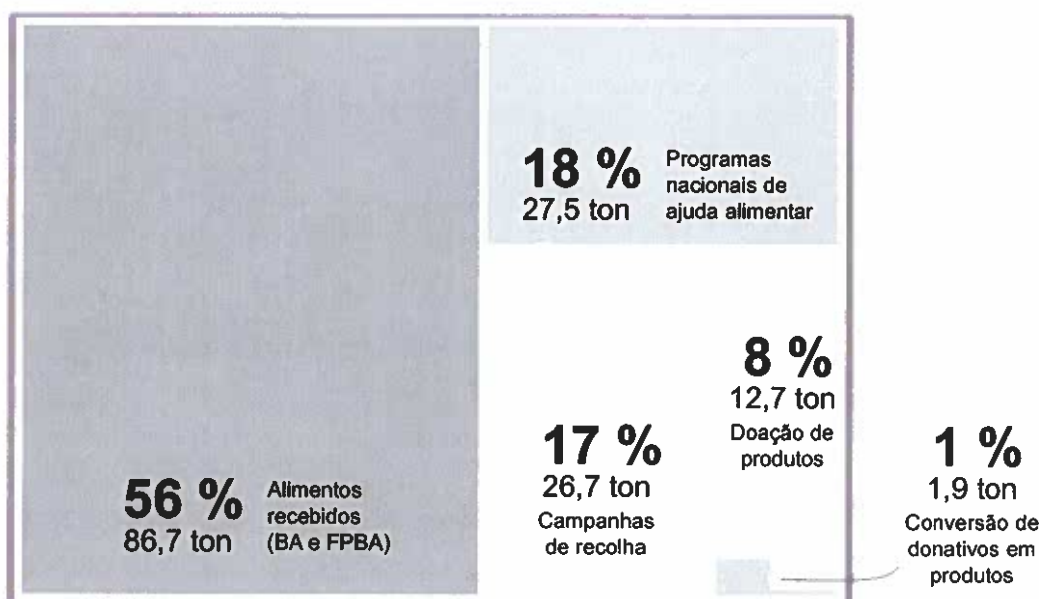 18 %
27,5 ton
Programas
nacionais de
ajuda alimentar
8 %
12,7 ton
Doação de
produtos
56 %
86,7 ton
Alimentos
recebidos
(BA e FPBA)
17 %
26,7 ton
Campanhas
de recolha
1 %
1,9 ton
Conversão de
donativos em
produtos